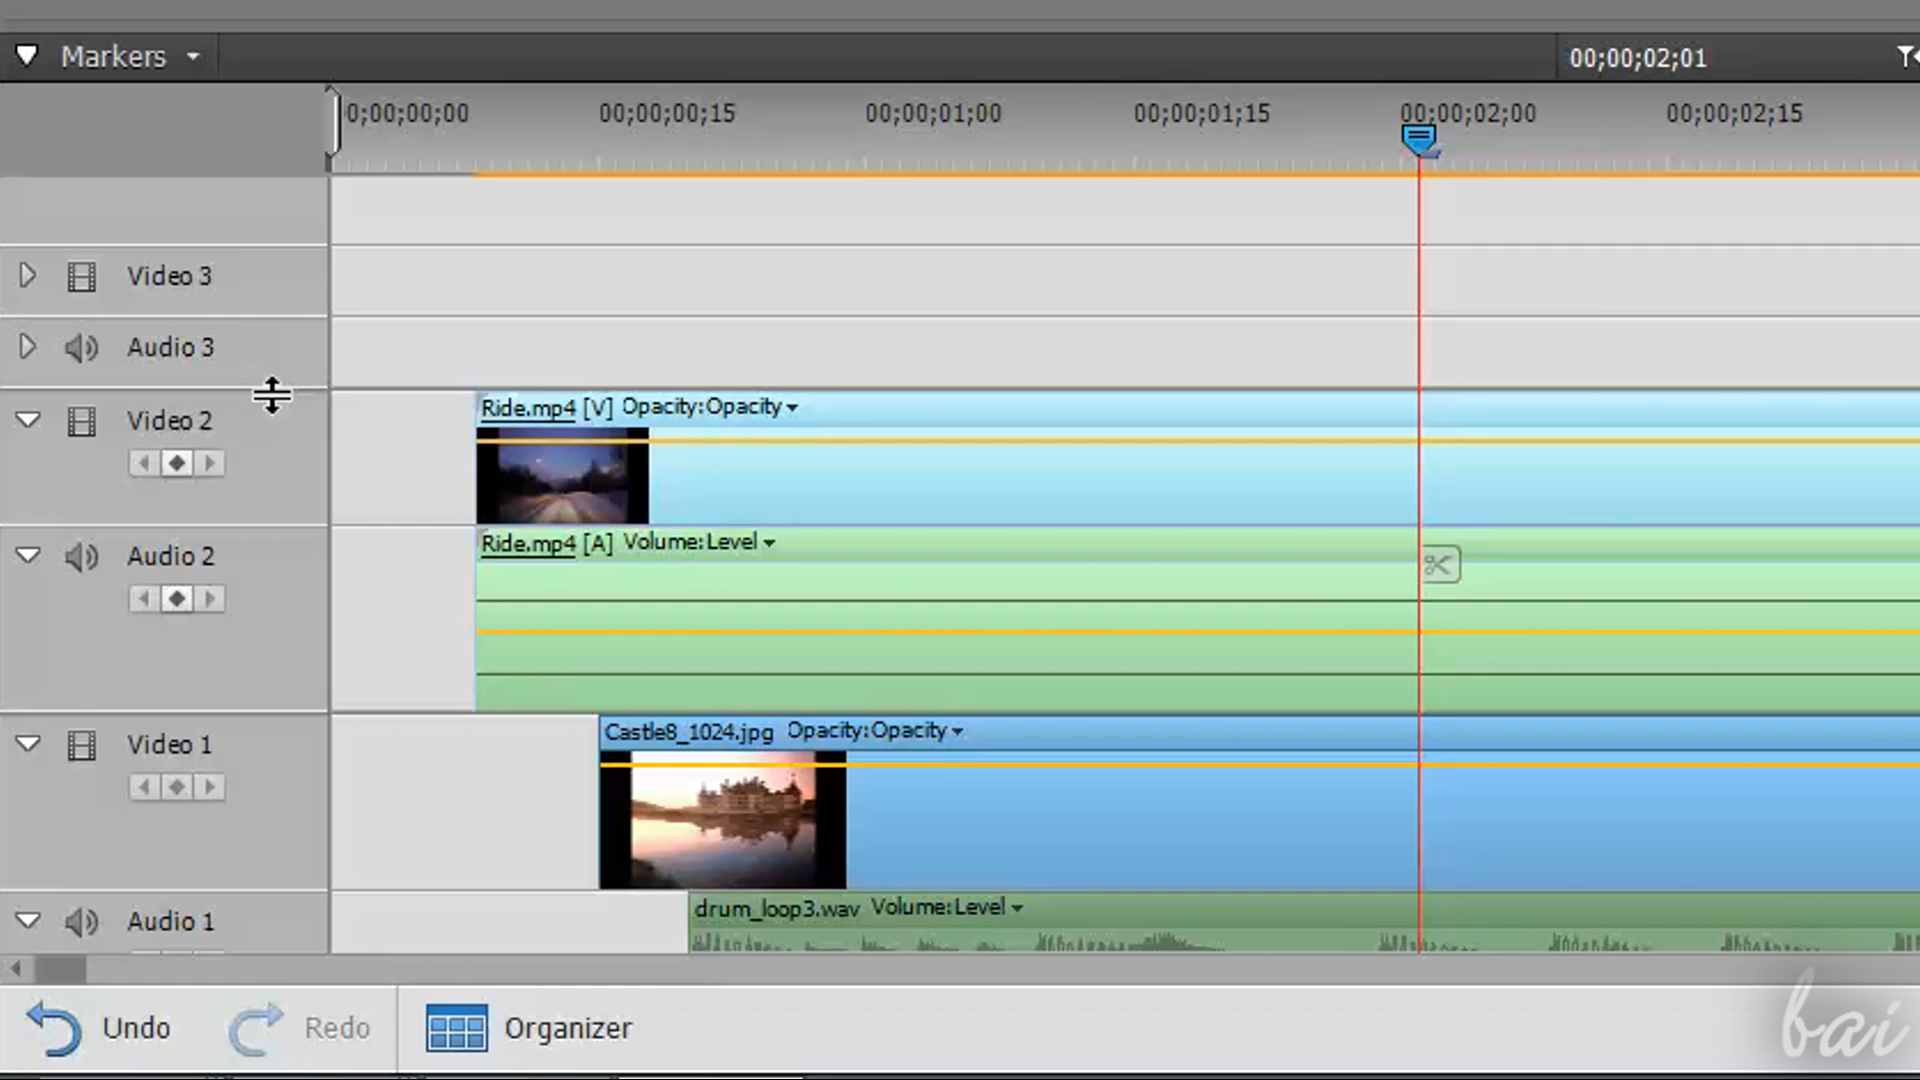 Markers
00;00;02;01
0;00;00;00 00;00;00;15 00;00;01;00 00;00;01;15 00;00;02;00 00;00;02;15
Video 3
Audio 3
Video 2
Ride.mp4 [V] Opacity:Opacity
Audio 2
Ride.mp4 [A] Volume:Level
Video 1
Castle8_1024.jpg Opacity:Opacity
Audio 1
drum_loop3.wav Volume:Level
Undo Redo Organizer
bai